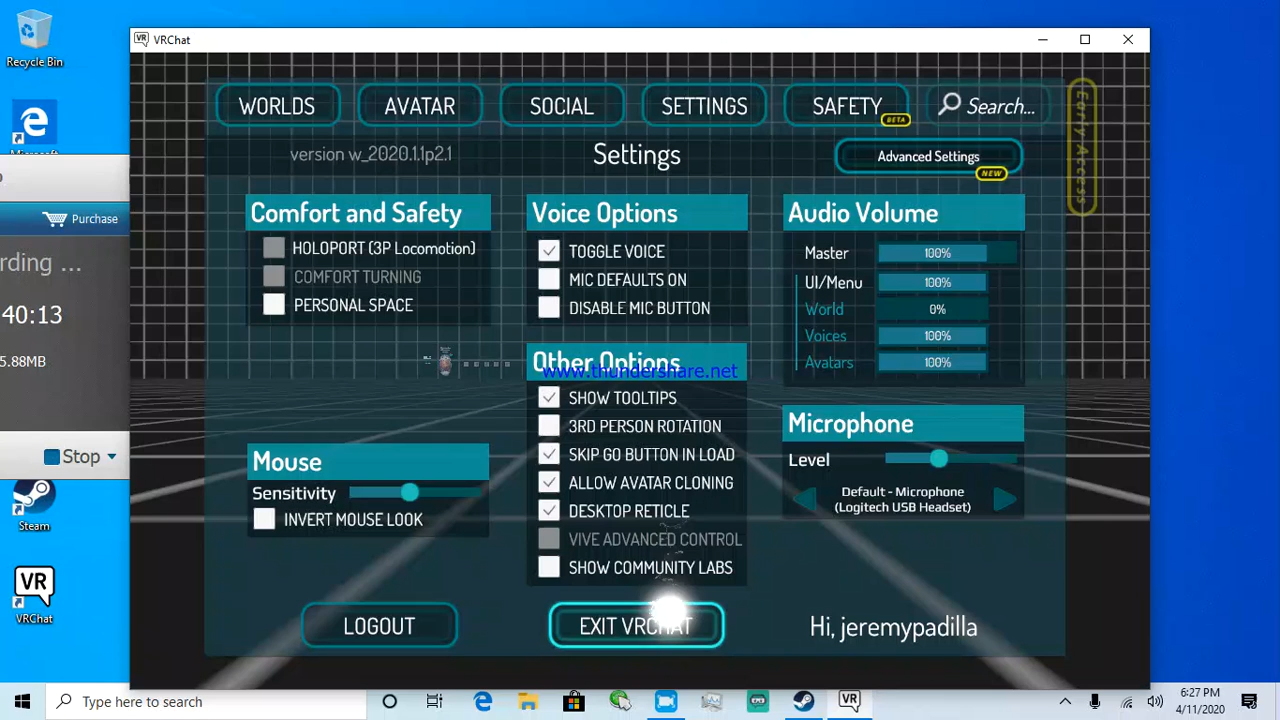 Recycle Bin
VRChat
WORLDS
AVATAR
SOCIAL
SETTINGS
SAFETY
BETA
Search...
Early Access
version w_2020.1.1p2.1
Settings
Advanced Settings
NEW
Purchase
rding ...
40:13
5.88MB
Stop
Steam
VRChat
Comfort and Safety
HOLOPORT (3P Locomotion)
COMFORT TURNING
PERSONAL SPACE
Mouse
Sensitivity
INVERT MOUSE LOOK
Voice Options
TOGGLE VOICE
MIC DEFAULTS ON
DISABLE MIC BUTTON
Other Options
www.thundershare.net
SHOW TOOLTIPS
3RD PERSON ROTATION
SKIP GO BUTTON IN LOAD
ALLOW AVATAR CLONING
DESKTOP RETICLE
VIVE ADVANCED CONTROL
SHOW COMMUNITY LABS
Audio Volume
Master 100%
UI/Menu 100%
World 0%
Voices 100%
Avatars 100%
Microphone
Level
Default - Microphone
(Logitech USB Headset)
LOGOUT
EXIT VRCHAT
Hi, jeremypadilla
Type here to search
6:27 PM
4/11/2020